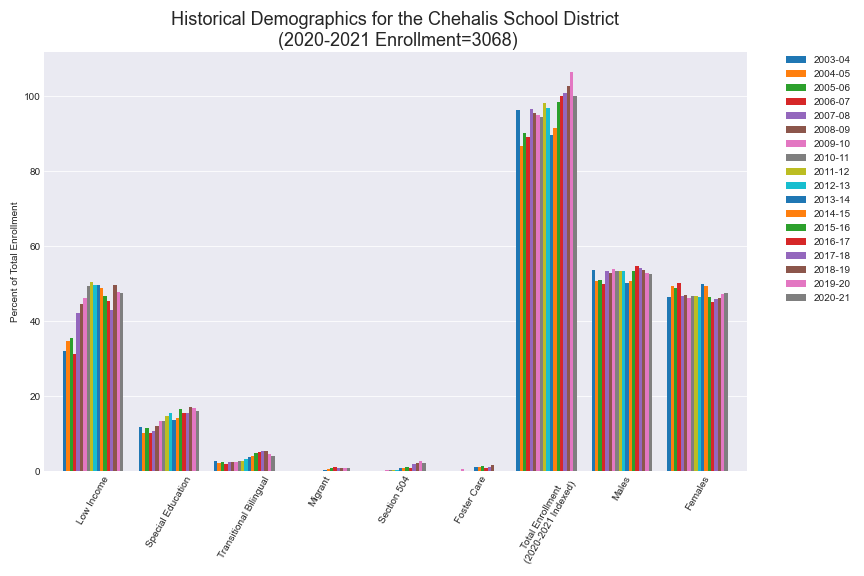 Historical Demographics for the Chehalis School District
(2020-2021 Enrollment=3068)
Percent of Total Enrollment
100
80
60
40
20
0
Low Income
Special Education
Transitional Bilingual
Migrant
Section 504
Foster Care
Total Enrollment
(2020-2021 Indexed)
Males
Females
2003-04
2004-05
2005-06
2006-07
2007-08
2008-09
2009-10
2010-11
2011-12
2012-13
2013-14
2014-15
2015-16
2016-17
2017-18
2018-19
2019-20
2020-21